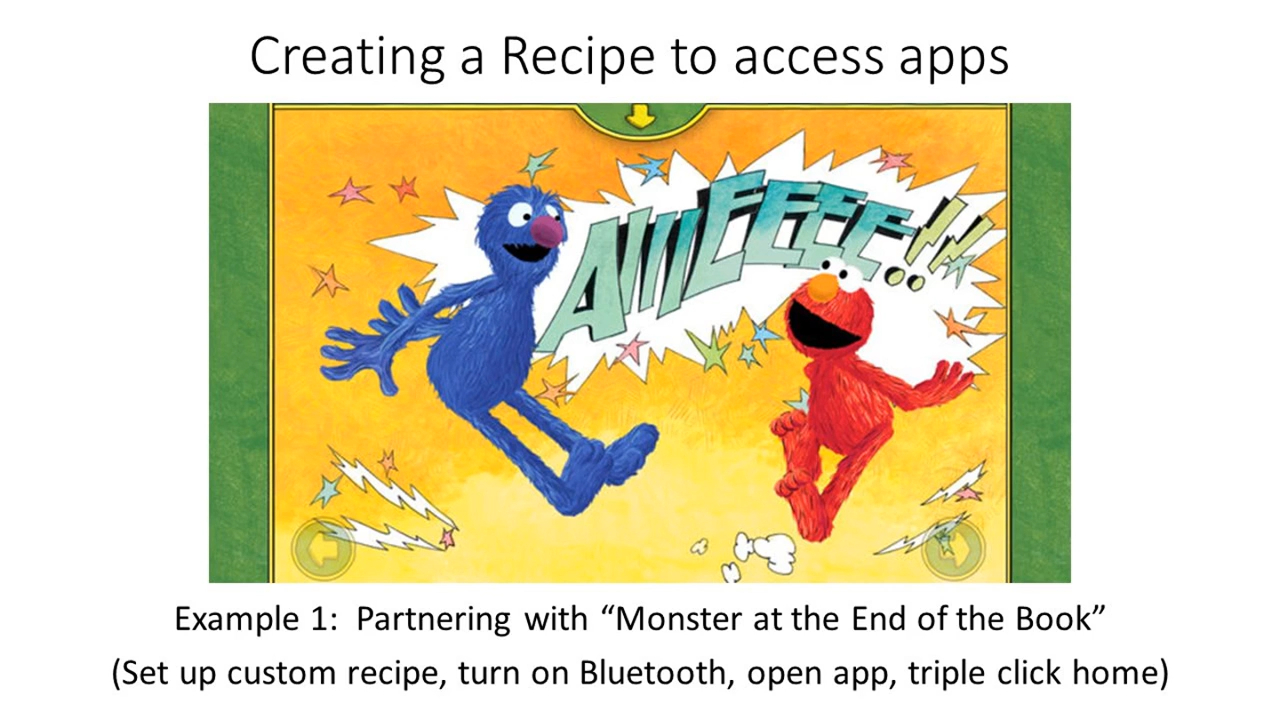 Creating a Recipe to access apps
AIIIEEEE!!
Example 1:  Partnering with “Monster at the End of the Book”
(Set up custom recipe, turn on Bluetooth, open app, triple click home)